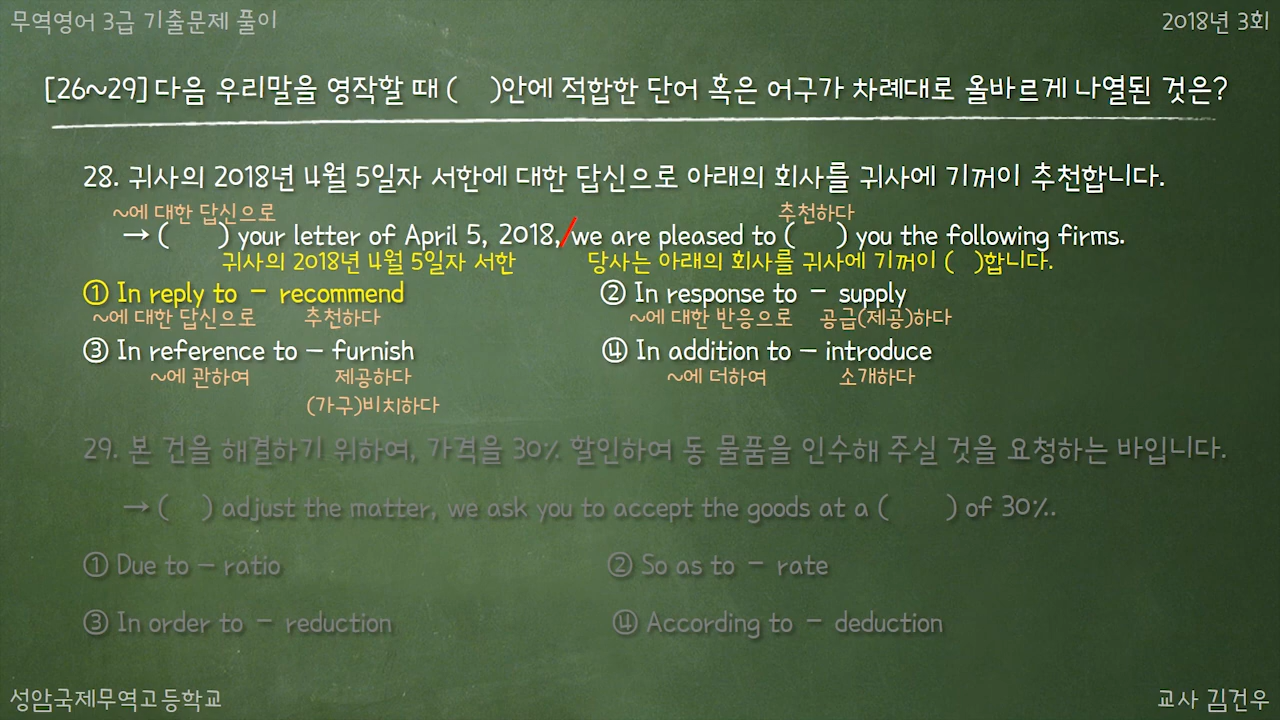 무역영어 3급 기출문제 풀이
2018년 3회
[26~29] 다음 우리말을 영작할 때 ( )안에 적합한 단어 혹은 어구가 차례대로 올바르게 나열된 것은?
28. 귀사의 2018년 4월 5일자 서한에 대한 답신으로 아래의 회사를 귀사에 기꺼이 추천합니다.
~에 대한 답신으로 추천하다
→ ( ) your letter of April 5, 2018,/we are pleased to ( ) you the following firms.
귀사의 2018년 4월 5일자 서한 당사는 아래의 회사를 귀사에 기꺼이 ( )합니다.
① In reply to – recommend ② In response to – supply
~에 대한 답신으로 추천하다 ~에 대한 반응으로 공급(제공)하다
③ In reference to – furnish ④ In addition to – introduce
~에 관하여 제공하다 ~에 더하여 소개하다
(가구)비치하다
29. 본 건을 해결하기 위하여, 가격을 30% 할인하여 동 물품을 인수해 주실 것을 요청하는 바입니다.
→ ( ) adjust the matter, we ask you to accept the goods at a ( ) of 30%.
① Due to – ratio ② So as to – rate
③ In order to – reduction ④ According to – deduction
성암국제무역고등학교
교사 김건우